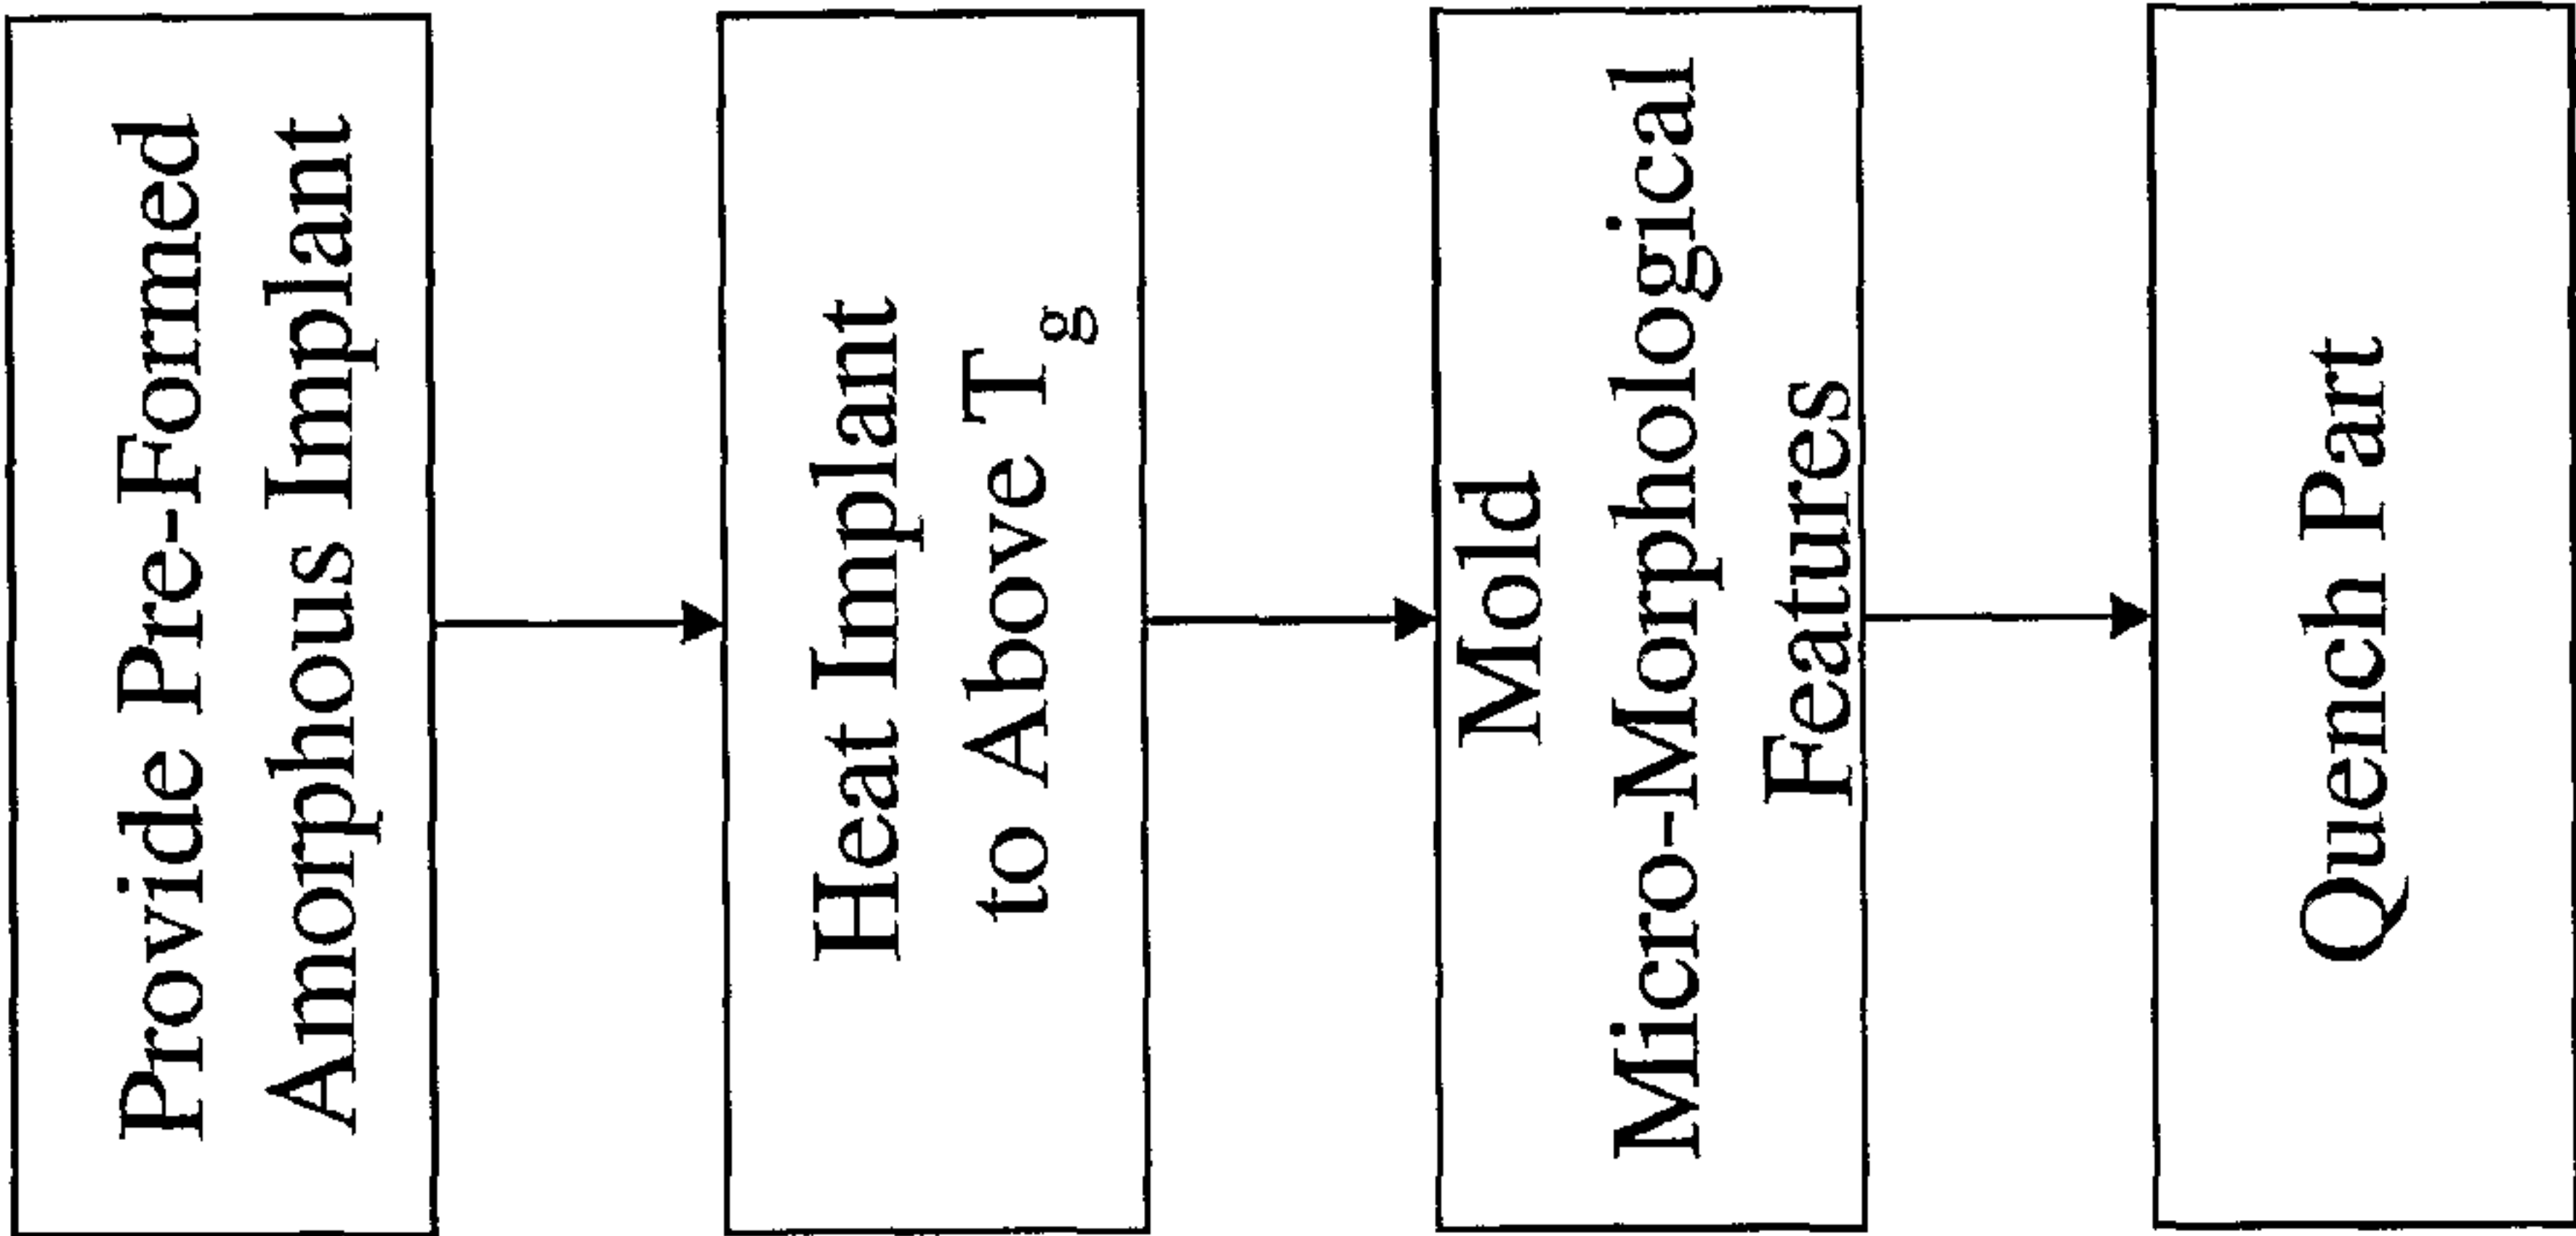 Provide Pre-Formed
Amorphous Implant
Heat Implant
to Above Tg
Mold
Micro-Morphological
Features
Quench Part